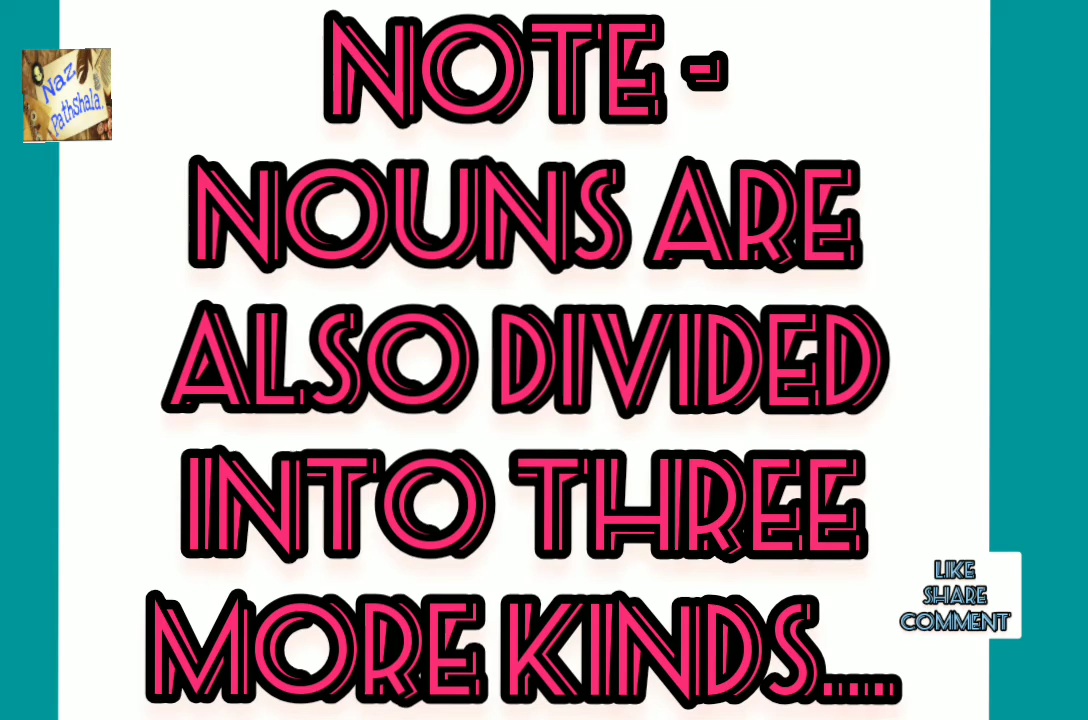 Naz
Pathshala.
NOTE -
NOUNS ARE
ALSO DIVIDED
INTO THREE
MORE KINDS.....
LIKE
SHARE
COMMENT